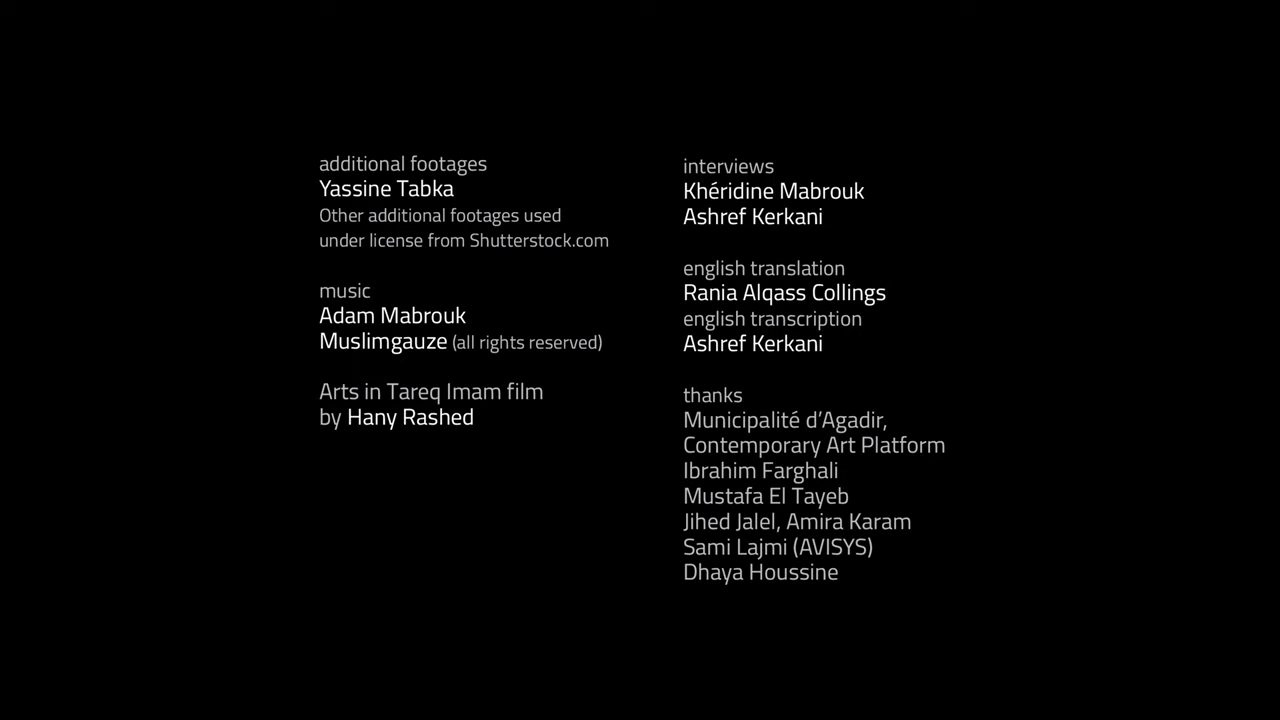 additional footages
Yassine Tabka
Other additional footages used
under license from Shutterstock.com
music
Adam Mabrouk
Muslimgauze (all rights reserved)
Arts in Tareq Imam film
by Hany Rashed
interviews
Khéridine Mabrouk
Ashref Kerkani
english translation
Rania Alqass Collings
english transcription
Ashref Kerkani
thanks
Municipalité d’Agadir,
Contemporary Art Platform
Ibrahim Farghali
Mustafa El Tayeb
Jihed Jalel, Amira Karam
Sami Lajmi (AVISYS)
Dhaya Houssine